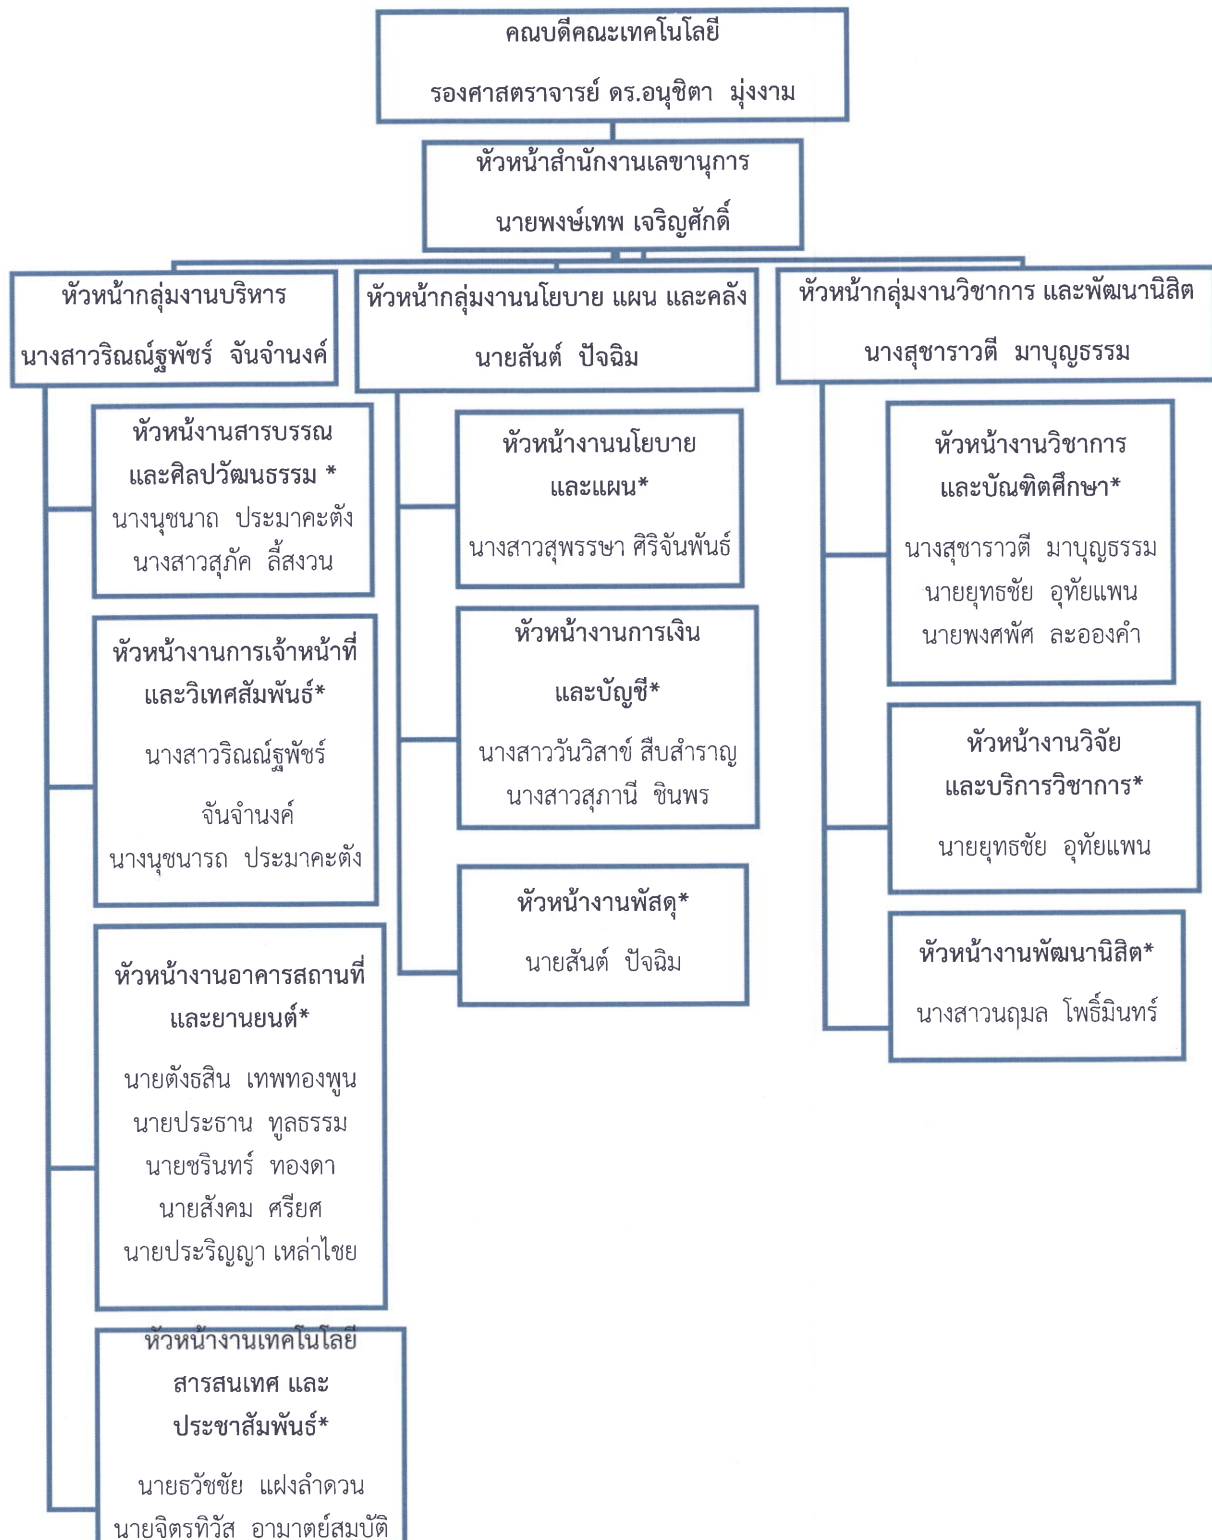 คณบดีคณะเทคโนโลยี
รองศาสตราจารย์ ดร.อนุชิตา มุ่งงาม
หัวหน้าสำนักงานเลขานุการ
นายพงษ์เทพ เจริญศักดิ์
หัวหน้ากลุ่มงานบริหาร
นางสาวริณณ์ฐพัชร์ จันจำนงค์
หัวหน้ากลุ่มงานนโยบาย แผน และคลัง
นายสันต์ ปัจฉิม
หัวหน้ากลุ่มงานวิชาการ และพัฒนานิสิต
นางสุชาราวตี มาบุญธรรม
หัวหน้งานสารบรรณ
และศิลปวัฒนธรรม *
นางนุชนาถ ประมาคะตัง
นางสาวสุภัค ลี้สงวน
หัวหน้างานการเจ้าหน้าที่
และวิเทศสัมพันธ์*
นางสาวริณณ์ฐพัชร์
จันจำนงค์
นางนุชนารถ ประมาคะตัง
หัวหน้างานอาคารสถานที่
และยานยนต์*
นายตังธสิน เทพทองพูน
นายประธาน ทูลธรรม
นายชรินทร์ ทองดา
นายสังคม ศรียศ
นายประริญญา เหล่าไชย
หัวหน้างานเทคโนโลยี
สารสนเทศ และ
ประชาสัมพันธ์*
นายธวัชชัย แฝงลำดวน
นายจิตรทิวัส อามาตย์สมบัติ
หัวหน้างานนโยบาย
และแผน*
นางสาวสุพรรษา ศิริจันพันธ์
หัวหน้างานการเงิน
และบัญชี*
นางสาววันวิสาข์ สืบสำราญ
นางสาวสุภานี ชินพร
หัวหน้างานพัสดุ*
นายสันต์ ปัจฉิม
หัวหน้างานวิชาการ
และบัณฑิตศึกษา*
นางสุชาราวตี มาบุญธรรม
นายยุทธชัย อุทัยแพน
นายพงศพัศ ละอองคำ
หัวหน้างานวิจัย
และบริการวิชาการ*
นายยุทธชัย อุทัยแพน
หัวหน้างานพัฒนานิสิต*
นางสาวนฤมล โพธิ์มินทร์